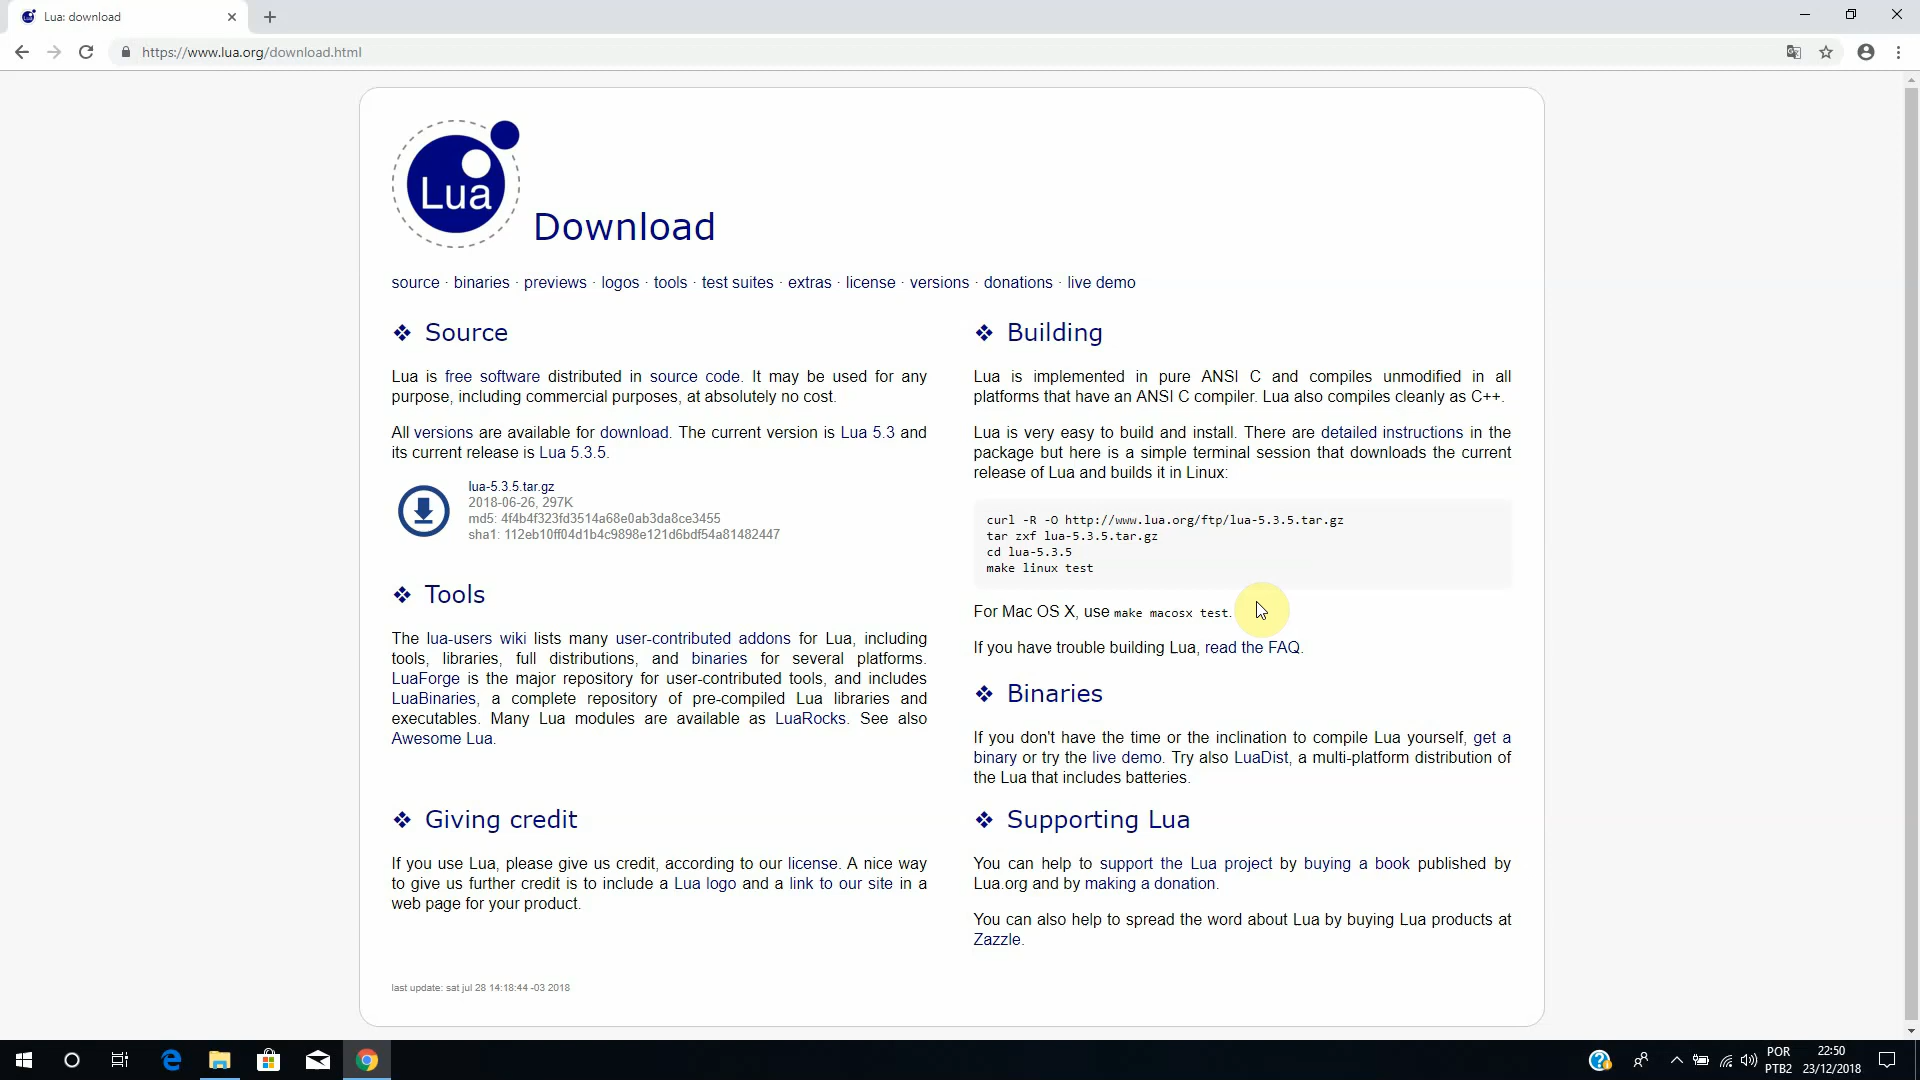 Lua: download
https://www.lua.org/download.html
Lua
Download
source · binaries · previews · logos · tools · test suites · extras · license · versions · donations · live demo
❖ Source
Lua is free software distributed in source code. It may be used for any
purpose, including commercial purposes, at absolutely no cost.
All versions are available for download. The current version is Lua 5.3 and
its current release is Lua 5.3.5.
lua-5.3.5.tar.gz
2018-06-26, 297K
md5: 4f4b4f323fd3514a68e0ab3da8ce3455
sha1: 112eb10ff04d1b4c9898e121d6bdf54a81482447
❖ Tools
The lua-users wiki lists many user-contributed addons for Lua, including
tools, libraries, full distributions, and binaries for several platforms.
LuaForge is the major repository for user-contributed tools, and includes
LuaBinaries, a complete repository of pre-compiled Lua libraries and
executables. Many Lua modules are available as LuaRocks. See also
Awesome Lua.
❖ Giving credit
If you use Lua, please give us credit, according to our license. A nice way
to give us further credit is to include a Lua logo and a link to our site in a
web page for your product.
❖ Building
Lua is implemented in pure ANSI C and compiles unmodified in all
platforms that have an ANSI C compiler. Lua also compiles cleanly as C++.
Lua is very easy to build and install. There are detailed instructions in the
package but here is a simple terminal session that downloads the current
release of Lua and builds it in Linux:
curl -R -O http://www.lua.org/ftp/lua-5.3.5.tar.gz
tar zxf lua-5.3.5.tar.gz
cd lua-5.3.5
make linux test
For Mac OS X, use make macosx test.
If you have trouble building Lua, read the FAQ.
❖ Binaries
If you don't have the time or the inclination to compile Lua yourself, get a
binary or try the live demo. Try also LuaDist, a multi-platform distribution of
the Lua that includes batteries.
❖ Supporting Lua
You can help to support the Lua project by buying a book published by
Lua.org and by making a donation.
You can also help to spread the word about Lua by buying Lua products at
Zazzle.
last update: sat jul 28 14:18:44 -03 2018
POR
PTB2
22:50
23/12/2018